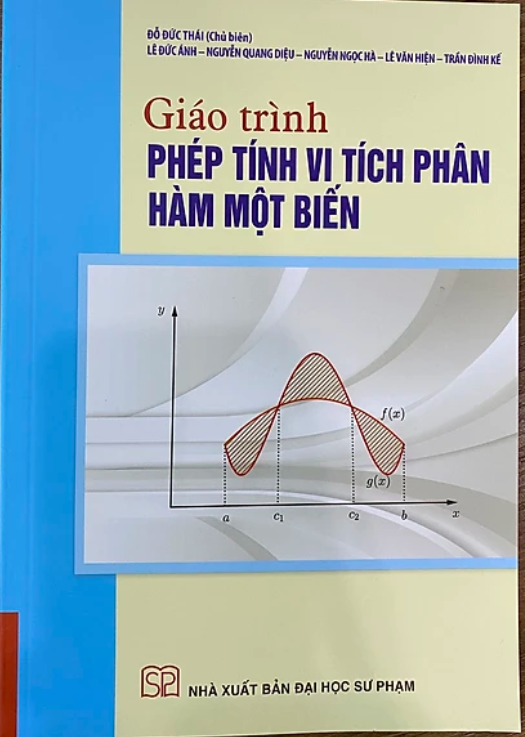 ĐỖ ĐỨC THÁI (Chủ biên)
LÊ ĐỨC ÁNH – NGUYỄN QUANG DIỆU – NGUYỄN NGỌC HÀ – LÊ VĂN HIỆN – TRẦN ĐÌNH KẾ
Giáo trình
PHÉP TÍNH VI TÍCH PHÂN
HÀM MỘT BIẾN
y
f(x)
g(x)
a c₁ c₂ b x
SP
NHÀ XUẤT BẢN ĐẠI HỌC SƯ PHẠM